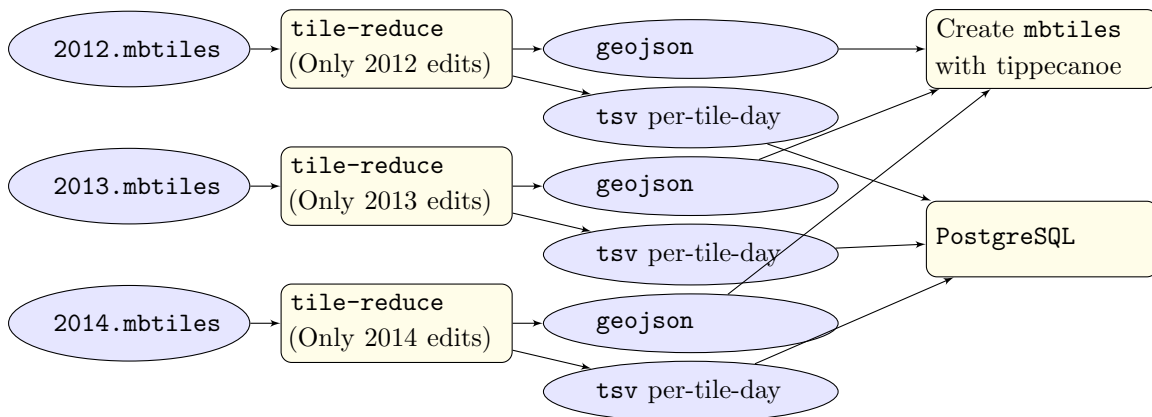 2012.mbtiles
tile-reduce
(Only 2012 edits)
geojson
tsv per-tile-day
Create mbtiles
with tippecanoe
2013.mbtiles
tile-reduce
(Only 2013 edits)
geojson
tsv per-tile-day
PostgreSQL
2014.mbtiles
tile-reduce
(Only 2014 edits)
geojson
tsv per-tile-day